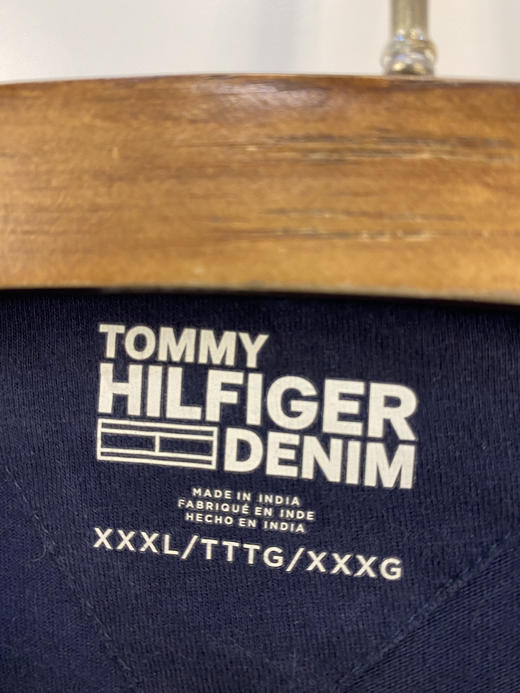 TOMMY
HILFIGER
DENIM
MADE IN INDIA
FABRIQUÉ EN INDE
HECHO EN INDIA
XXXL/TTTG/XXXG